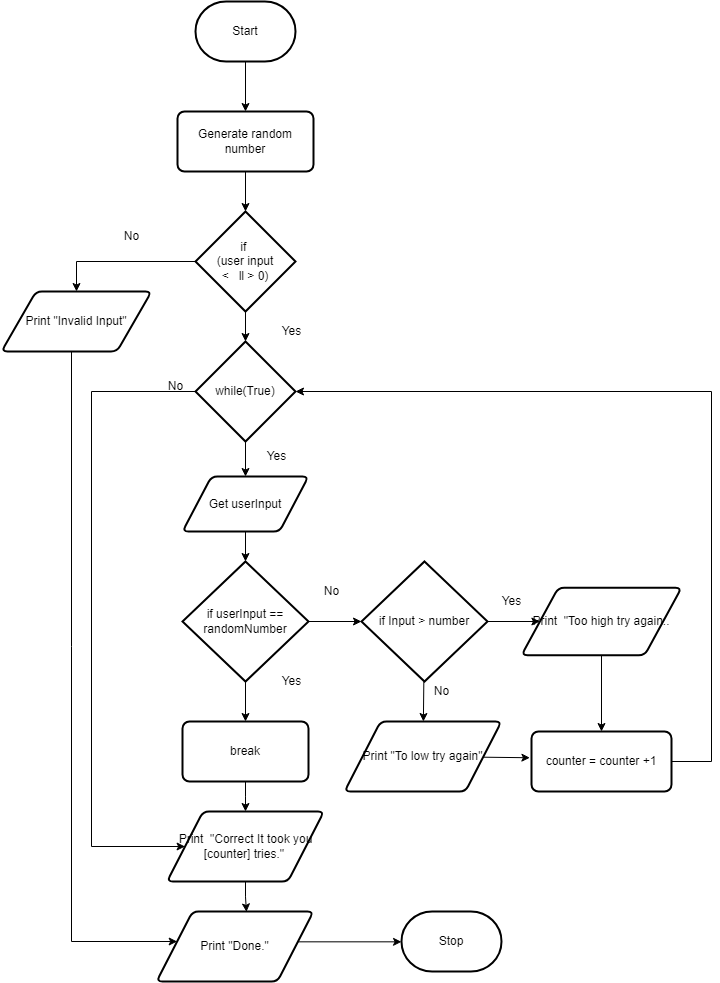 Start
Generate random
number
No
if
(user input
< || > 0)
Print "Invalid Input"
Yes
No
while(True)
Yes
Get userInput
No
if userInput ==
randomNumber
if Input > number
Yes
Print "Too high try again..
Yes
No
break
Print "To low try again"
counter = counter +1
Print "Correct It took you
[counter] tries."
Print "Done."
Stop